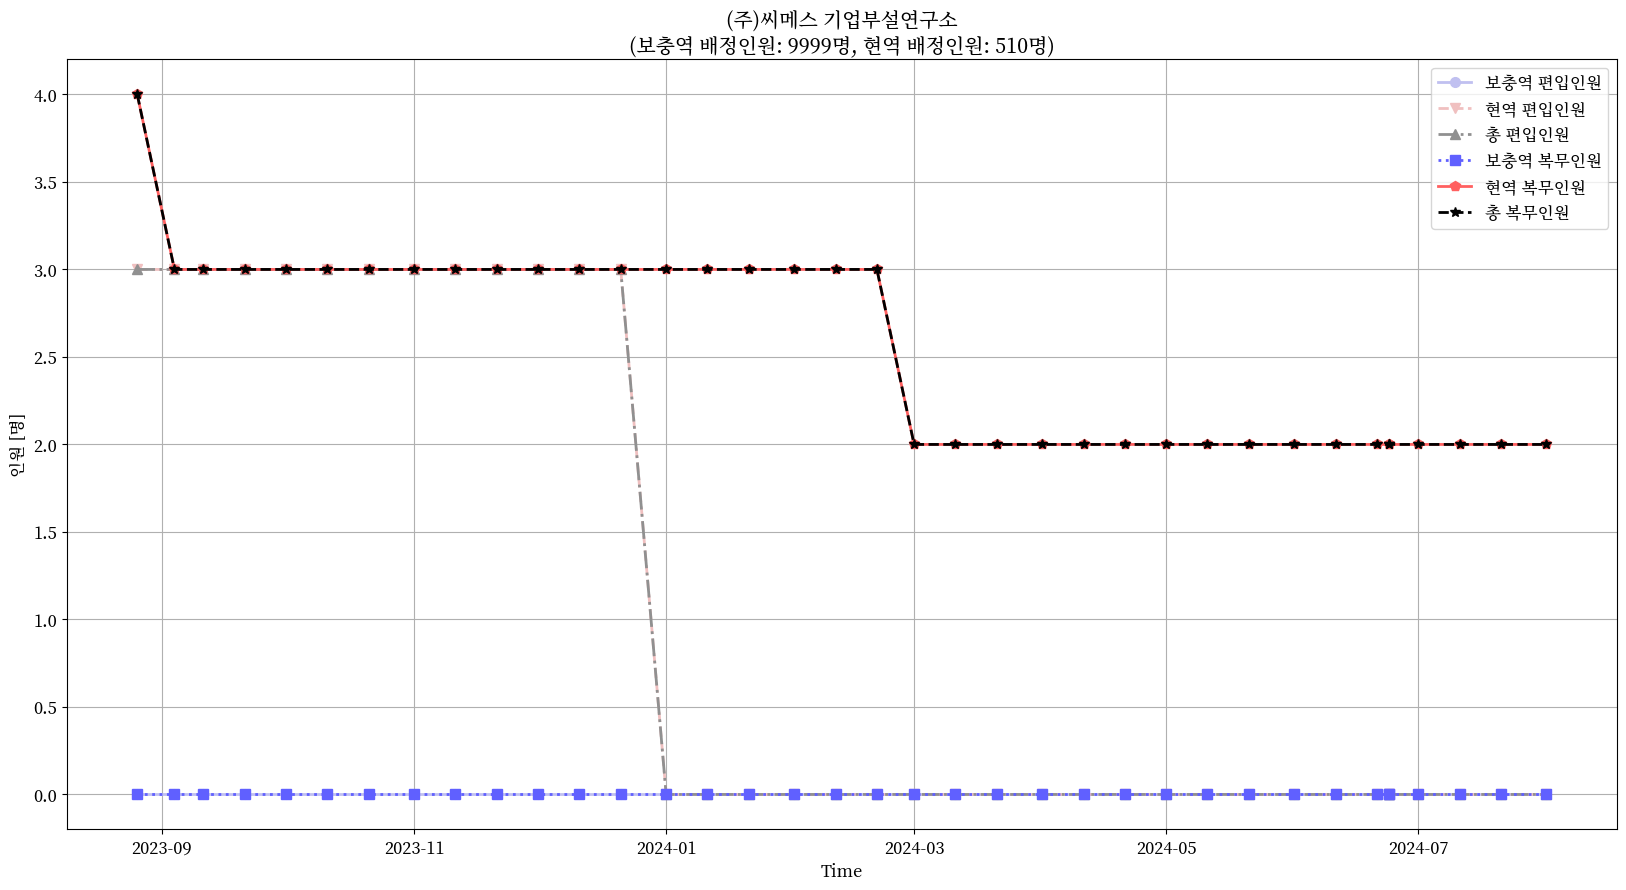 (주)씨메스 기업부설연구소
(보충역 배정인원: 9999명, 현역 배정인원: 510명)
보충역 편입인원
현역 편입인원
총 편입인원
보충역 복무인원
현역 복무인원
총 복무인원
인원 [명]
4.0
3.5
3.0
2.5
2.0
1.5
1.0
0.5
0.0
2023-09 2023-11 2024-01 2024-03 2024-05 2024-07
Time